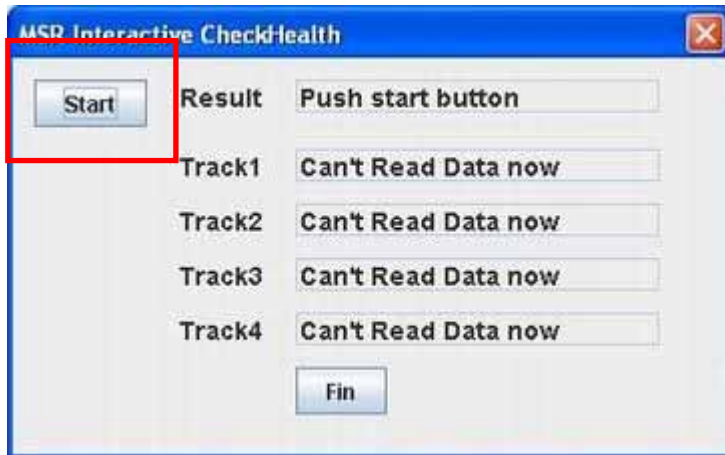 MSR Interactive CheckHealth
Start Result Push start button
Track1 Can't Read Data now
Track2 Can't Read Data now
Track3 Can't Read Data now
Track4 Can't Read Data now
Fin